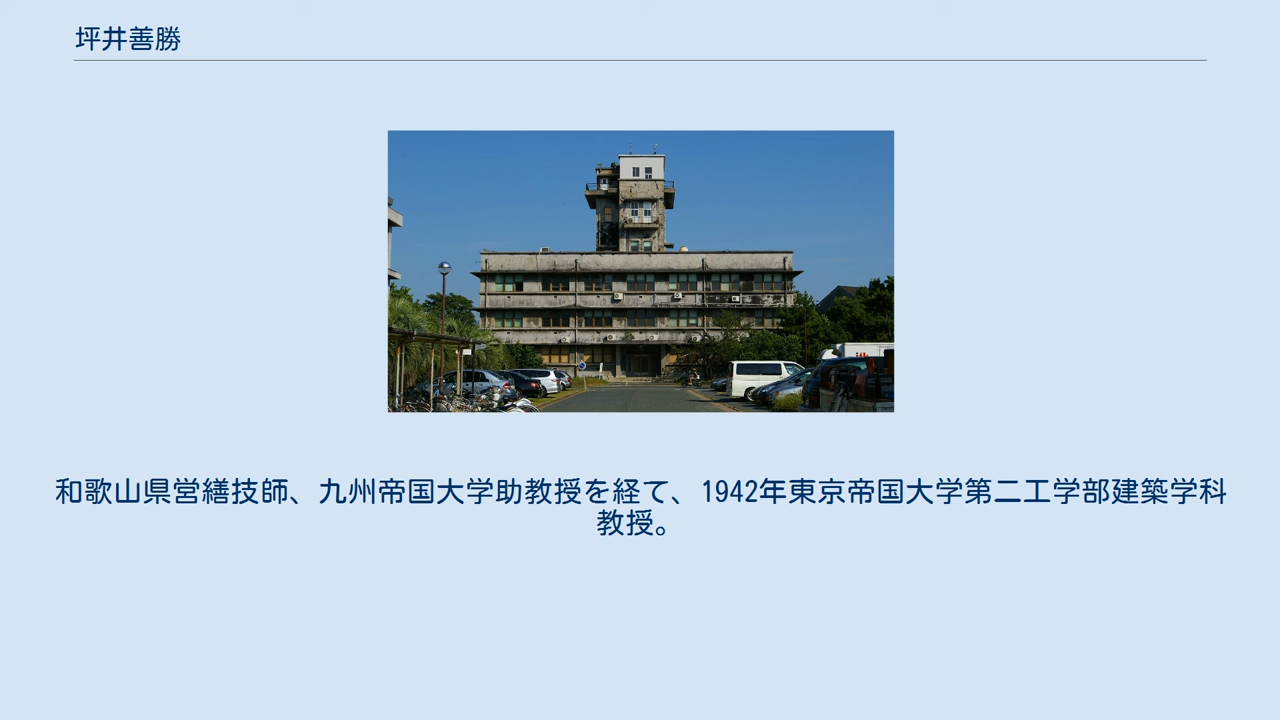 坪井善勝
和歌山県営繕技師、九州帝国大学助教授を経て、1942年東京帝国大学第二工学部建築学科
教授。